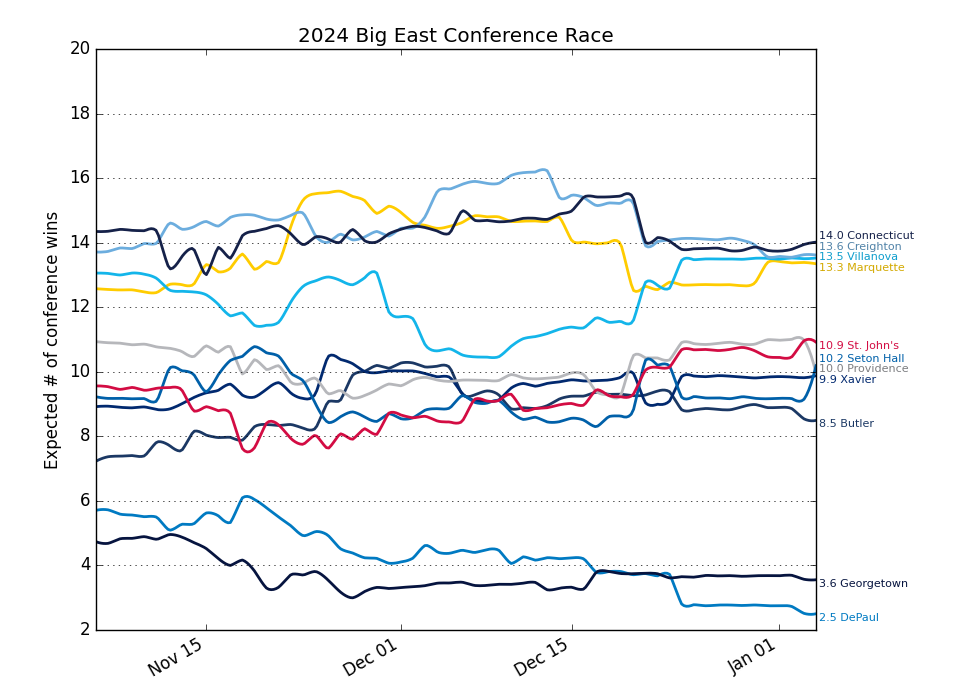 2024 Big East Conference Race
Expected # of conference wins
20
18
16
14
12
10
8
6
4
2
14.0 Connecticut
13.6 Creighton
13.5 Villanova
13.3 Marquette
10.9 St. John's
10.2 Seton Hall
10.0 Providence
9.9 Xavier
8.5 Butler
3.6 Georgetown
2.5 DePaul
Nov 15
Dec 01
Dec 15
Jan 01